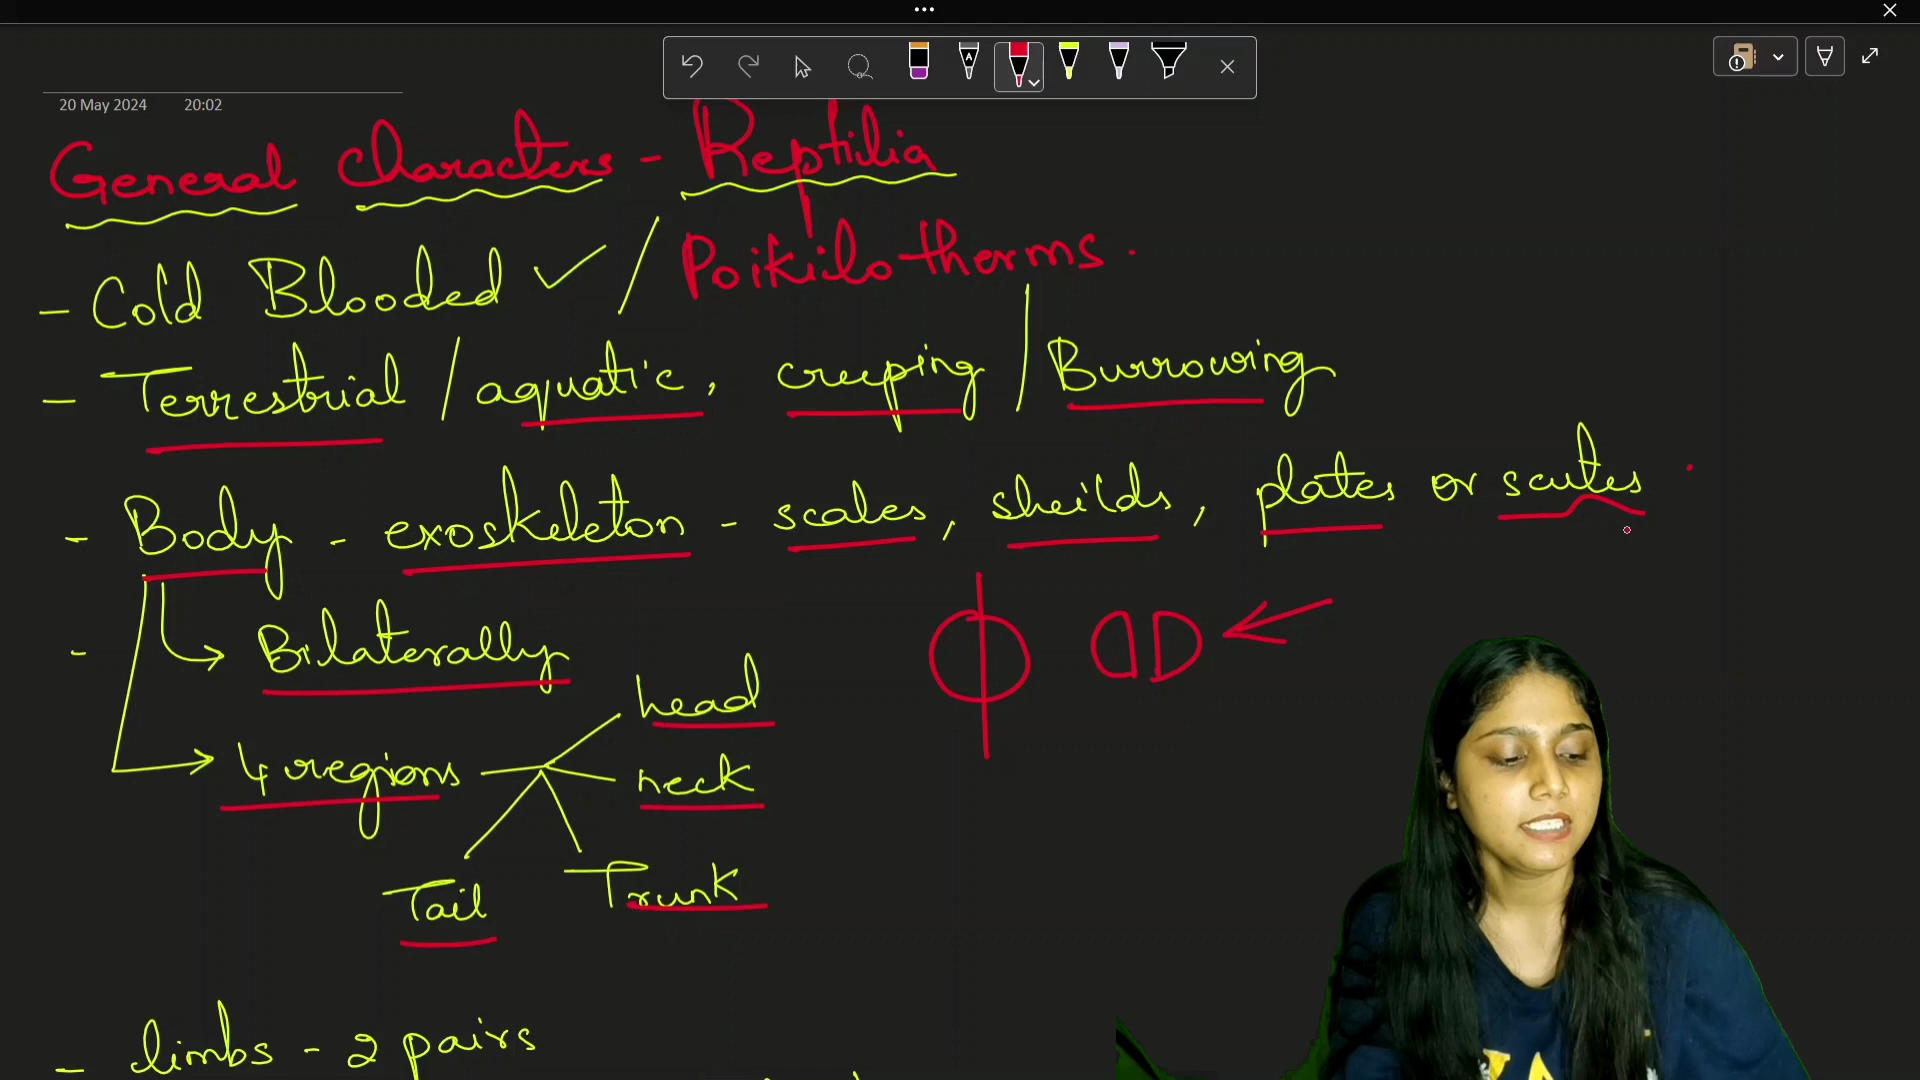 20 May 2024 20:02
General characters - Reptilia
- Cold Blooded ✓ / Poikilotherms.
- Terrestrial / aquatic, creeping / Burrowing
- Body - exoskeleton - scales, sheilds, plates or scutes.
- Bilaterally
head
4 regions
neck
Tail Trunk
- limbs - 2 pairs